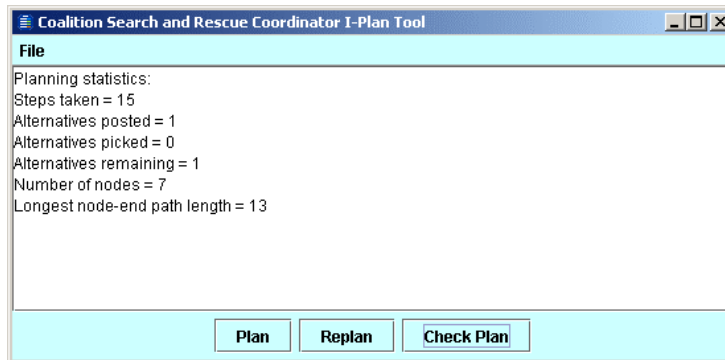 Coalition Search and Rescue Coordinator I-Plan Tool
File
Planning statistics:
Steps taken = 15
Alternatives posted = 1
Alternatives picked = 0
Alternatives remaining = 1
Number of nodes = 7
Longest node-end path length = 13
Plan Replan Check Plan